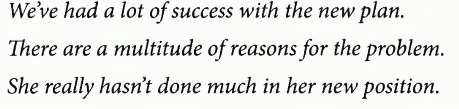 We've had a lot of success with the new plan.
There are a multitude of reasons for the problem.
She really hasn't done much in her new position.